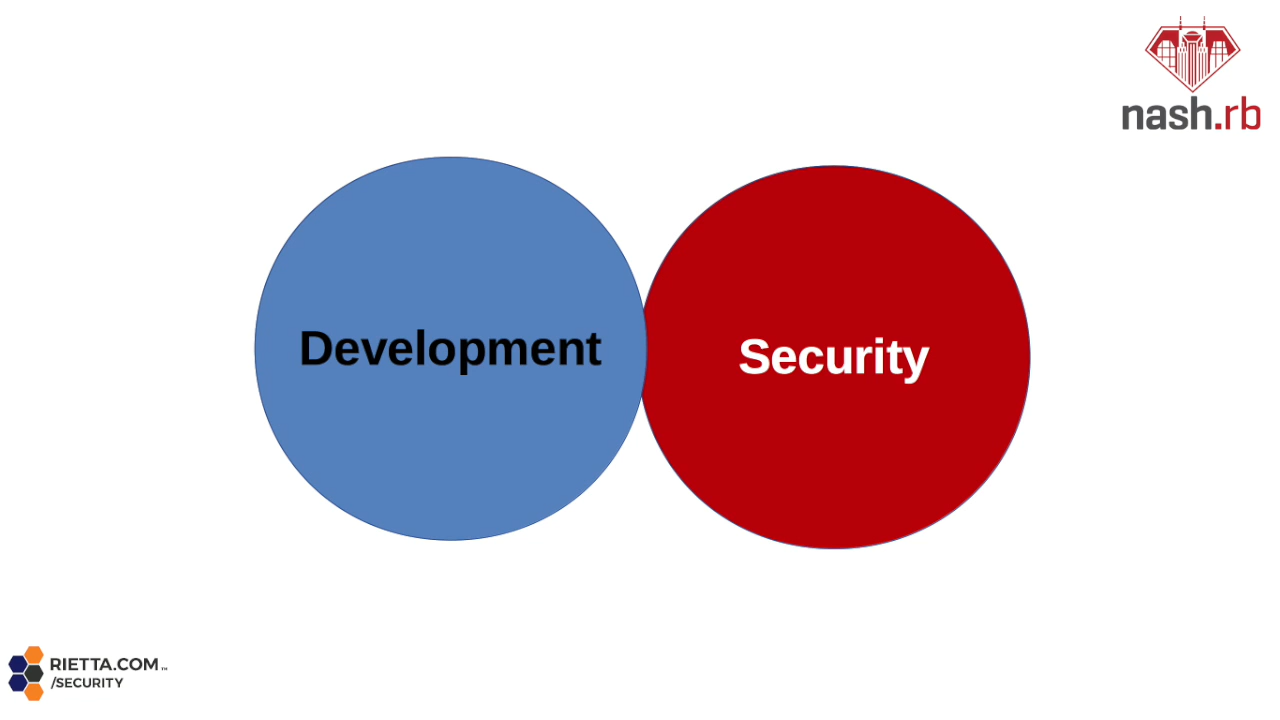 nash.rb
Development
Security
RIETTA.COM
/SECURITY